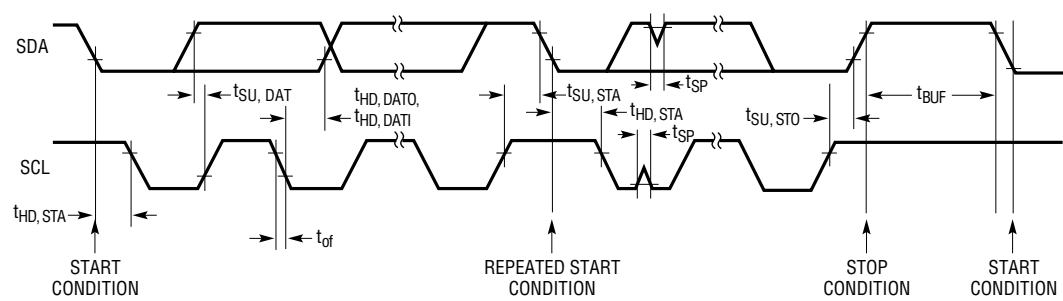 SDA
tSU, DAT
tHD, DATO,
tHD, DATI
tSU, STA
tHD, STA
tSP
tSP
tSU, STO
tBUF
SCL
tHD, STA
tof
START
CONDITION
REPEATED START
CONDITION
STOP
CONDITION
START
CONDITION